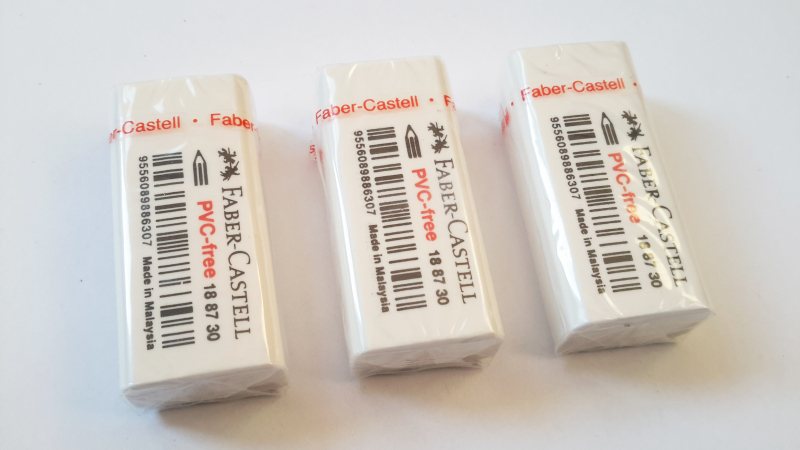 r-Castell • Faber-
FABER-CASTELL
PVC-free 18 87 30
9556089886307 Made in Malaysia
Faber-Castell • F
FABER-CASTELL
PVC-free 18 87 30
9556089886307 Made in Malaysia
• Faber-Castell •
FABER-CASTELL
PVC-free 18 87 30
9556089886307 Made in Malaysia